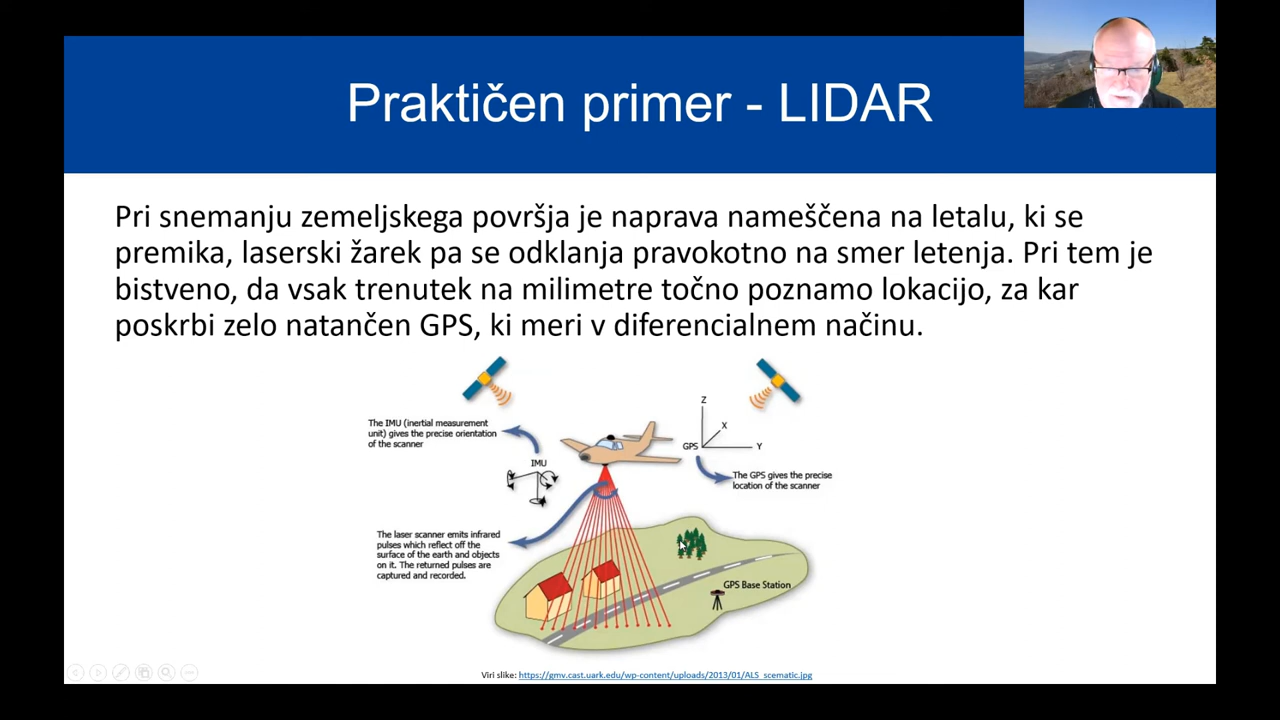 Praktičen primer - LIDAR
Pri snemanju zemeljskega površja je naprava nameščena na letalu, ki se
premika, laserski žarek pa se odklanja pravokotno na smer letenja. Pri tem je
bistveno, da vsak trenutek na milimetre točno poznamo lokacijo, za kar
poskrbi zelo natančen GPS, ki meri v diferencialnem načinu.
The IMU (inertial measurement
unit) gives the precise orientation
of the scanner
IMU
Z
X
GPS
Y
The GPS gives the precise
location of the scanner
The laser scanner emits infrared
pulses which reflect off the
surface of the earth and objects
on it. The returned pulses are
captured and recorded.
GPS Base Station
Viri slike: https://gmv.cast.uark.edu/wp-content/uploads/2013/01/ALS_scematic.jpg